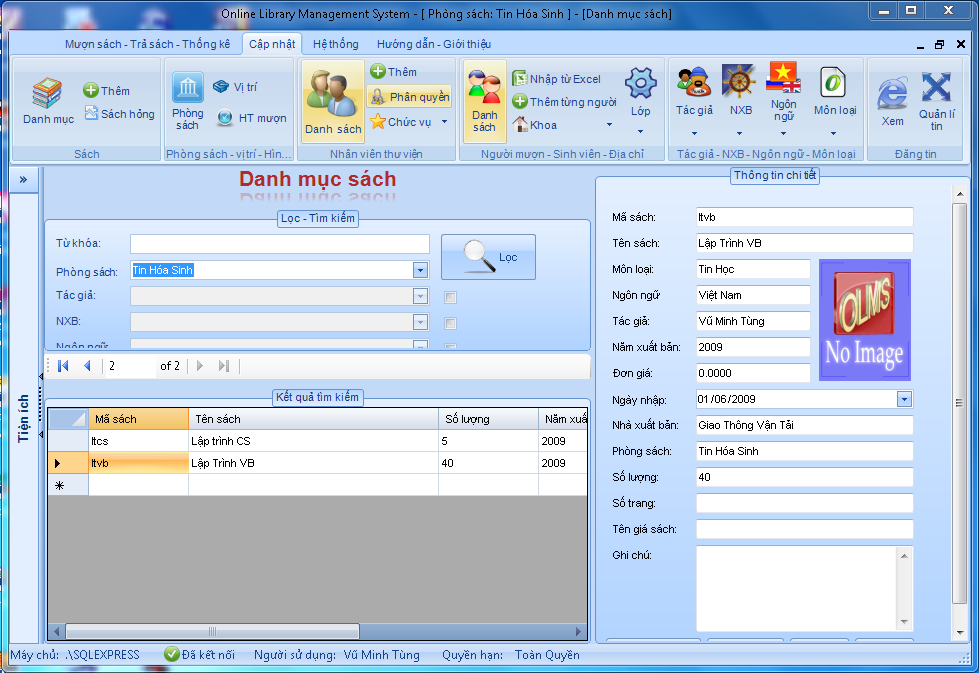 Online Library Management System - [ Phòng sách: Tin Hóa Sinh ] - [Danh mục sách]
Mượn sách - Trả sách - Thống kê Cập nhật Hệ thống Hướng dẫn - Giới thiệu
Danh mục
Thêm
Sách hỏng
Sách
Phòng sách
Vị trí
HT mượn
Phòng sách - vị trí - Hìn...
Danh sách
Thêm
Phân quyền
Chức vụ
Nhân viên thư viện
Danh sách
Nhập từ Excel
Thêm từng người
Khoa
Lớp
Người mượn - Sinh viên - Địa chỉ
Tác giả
NXB
Ngôn ngữ
Môn loại
Tác giả - NXB - Ngôn ngữ - Môn loại
Xem
Quản lí tin
Đăng tin
»
Tiện ích
Danh mục sách
Lọc - Tìm kiếm
Từ khóa:
Phòng sách: Tin Hóa Sinh
Lọc
Tác giả:
NXB:
Ngôn ngữ
2 of 2
Kết quả tìm kiếm
Mã sách Tên sách Số lượng Năm xuấ
ltcs Lập trình CS 5 2009
ltvb Lập Trình VB 40 2009
Thông tin chi tiết
Mã sách: ltvb
Tên sách: Lập Trình VB
Môn loại: Tin Học
Ngôn ngữ Việt Nam
Tác giả: Vũ Minh Tùng
Năm xuất bản: 2009
Đơn giá: 0.0000
OLMS
No Image
Ngày nhập: 01/06/2009
Nhà xuất bản: Giao Thông Vận Tải
Phòng sách: Tin Hóa Sinh
Số lượng: 40
Số trang:
Tên giá sách:
Ghi chú:
Máy chủ: .\SQLEXPRESS Đã kết nối Người sử dụng: Vũ Minh Tùng Quyền hạn: Toàn Quyền